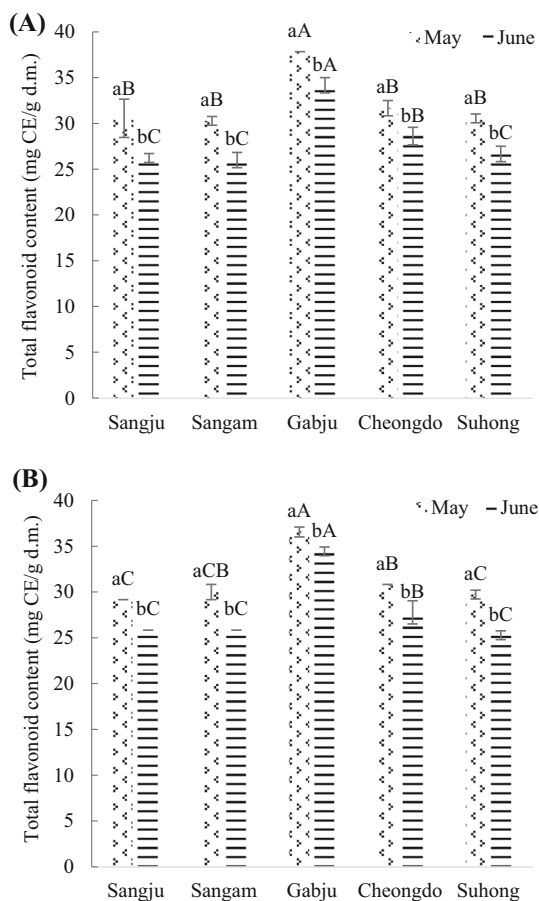 (A)
Total flavonoid content (mg CE/g d.m.)
40
35
30
25
20
15
10
5
0
May June
aB bC aB bC aA bA aB bB aB bC
Sangju Sangam Gabju Cheongdo Suhong
(B)
Total flavonoid content (mg CE/g d.m.)
40
35
30
25
20
15
10
5
0
May June
aC bC aCB bC aA bA aB bB aC bC
Sangju Sangam Gabju Cheongdo Suhong